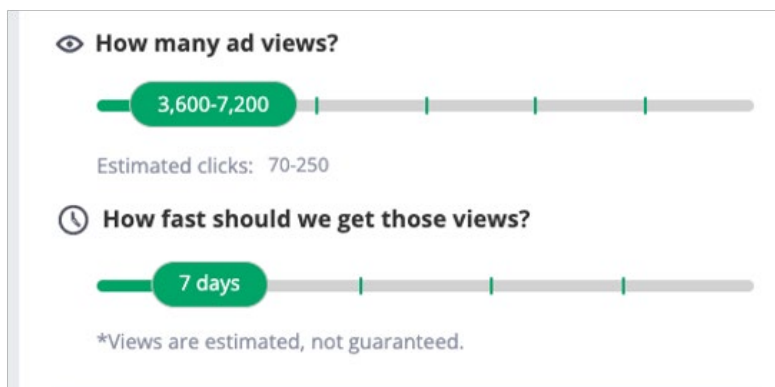 How many ad views?
3,600-7,200
Estimated clicks: 70-250
How fast should we get those views?
7 days
*Views are estimated, not guaranteed.